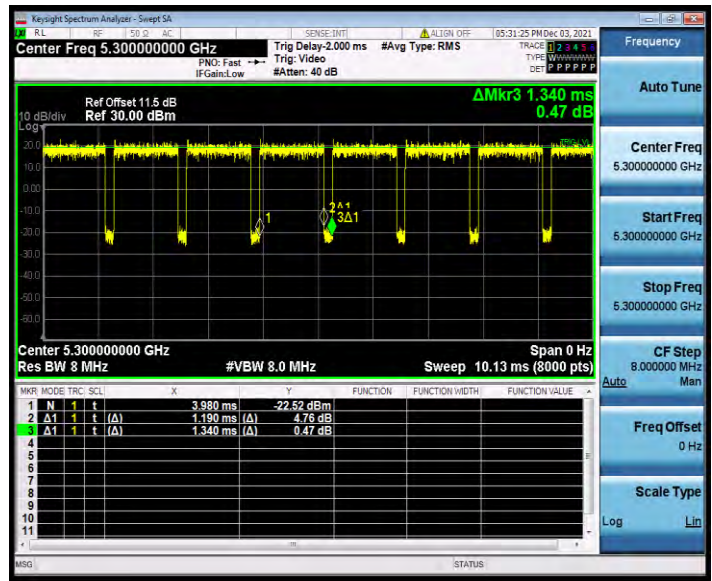 Keysight Spectrum Analyzer - Swept SA
RL RF 50 Ω AC SENSE:INT ALIGN OFF 05:31:25 PM Dec 03, 2021
Center Freq 5.300000000 GHz
PNO: Fast
IFGain:Low
Trig Delay-2.000 ms
Trig: Video
#Atten: 40 dB
#Avg Type: RMS
TRACE 1 2 3 4 5 6
TYPE WWWWWW
DET P P P P P P
Ref Offset 11.5 dB
10 dB/div Ref 30.00 dBm
ΔMkr3 1.340 ms
0.47 dB
Log
20.0
10.0
0.00
-10.0
-20.0
-30.0
-40.0
-50.0
-60.0
TRIG LVL
1
2Δ1
3Δ1
Center 5.300000000 GHz Span 0 Hz
Res BW 8 MHz #VBW 8.0 MHz Sweep 10.13 ms (8000 pts)
MKR MODE TRC SCL X Y FUNCTION FUNCTION WIDTH FUNCTION VALUE
1 N 1 t 3.980 ms -22.52 dBm
2 Δ1 1 t (Δ) 1.190 ms (Δ) 4.76 dB
3 Δ1 1 t (Δ) 1.340 ms (Δ) 0.47 dB
4
5
6
7
8
9
10
11
MSG STATUS
Frequency
Auto Tune
Center Freq
5.300000000 GHz
Start Freq
5.300000000 GHz
Stop Freq
5.300000000 GHz
CF Step
8.000000 MHz
Auto Man
Freq Offset
0 Hz
Scale Type
Log Lin